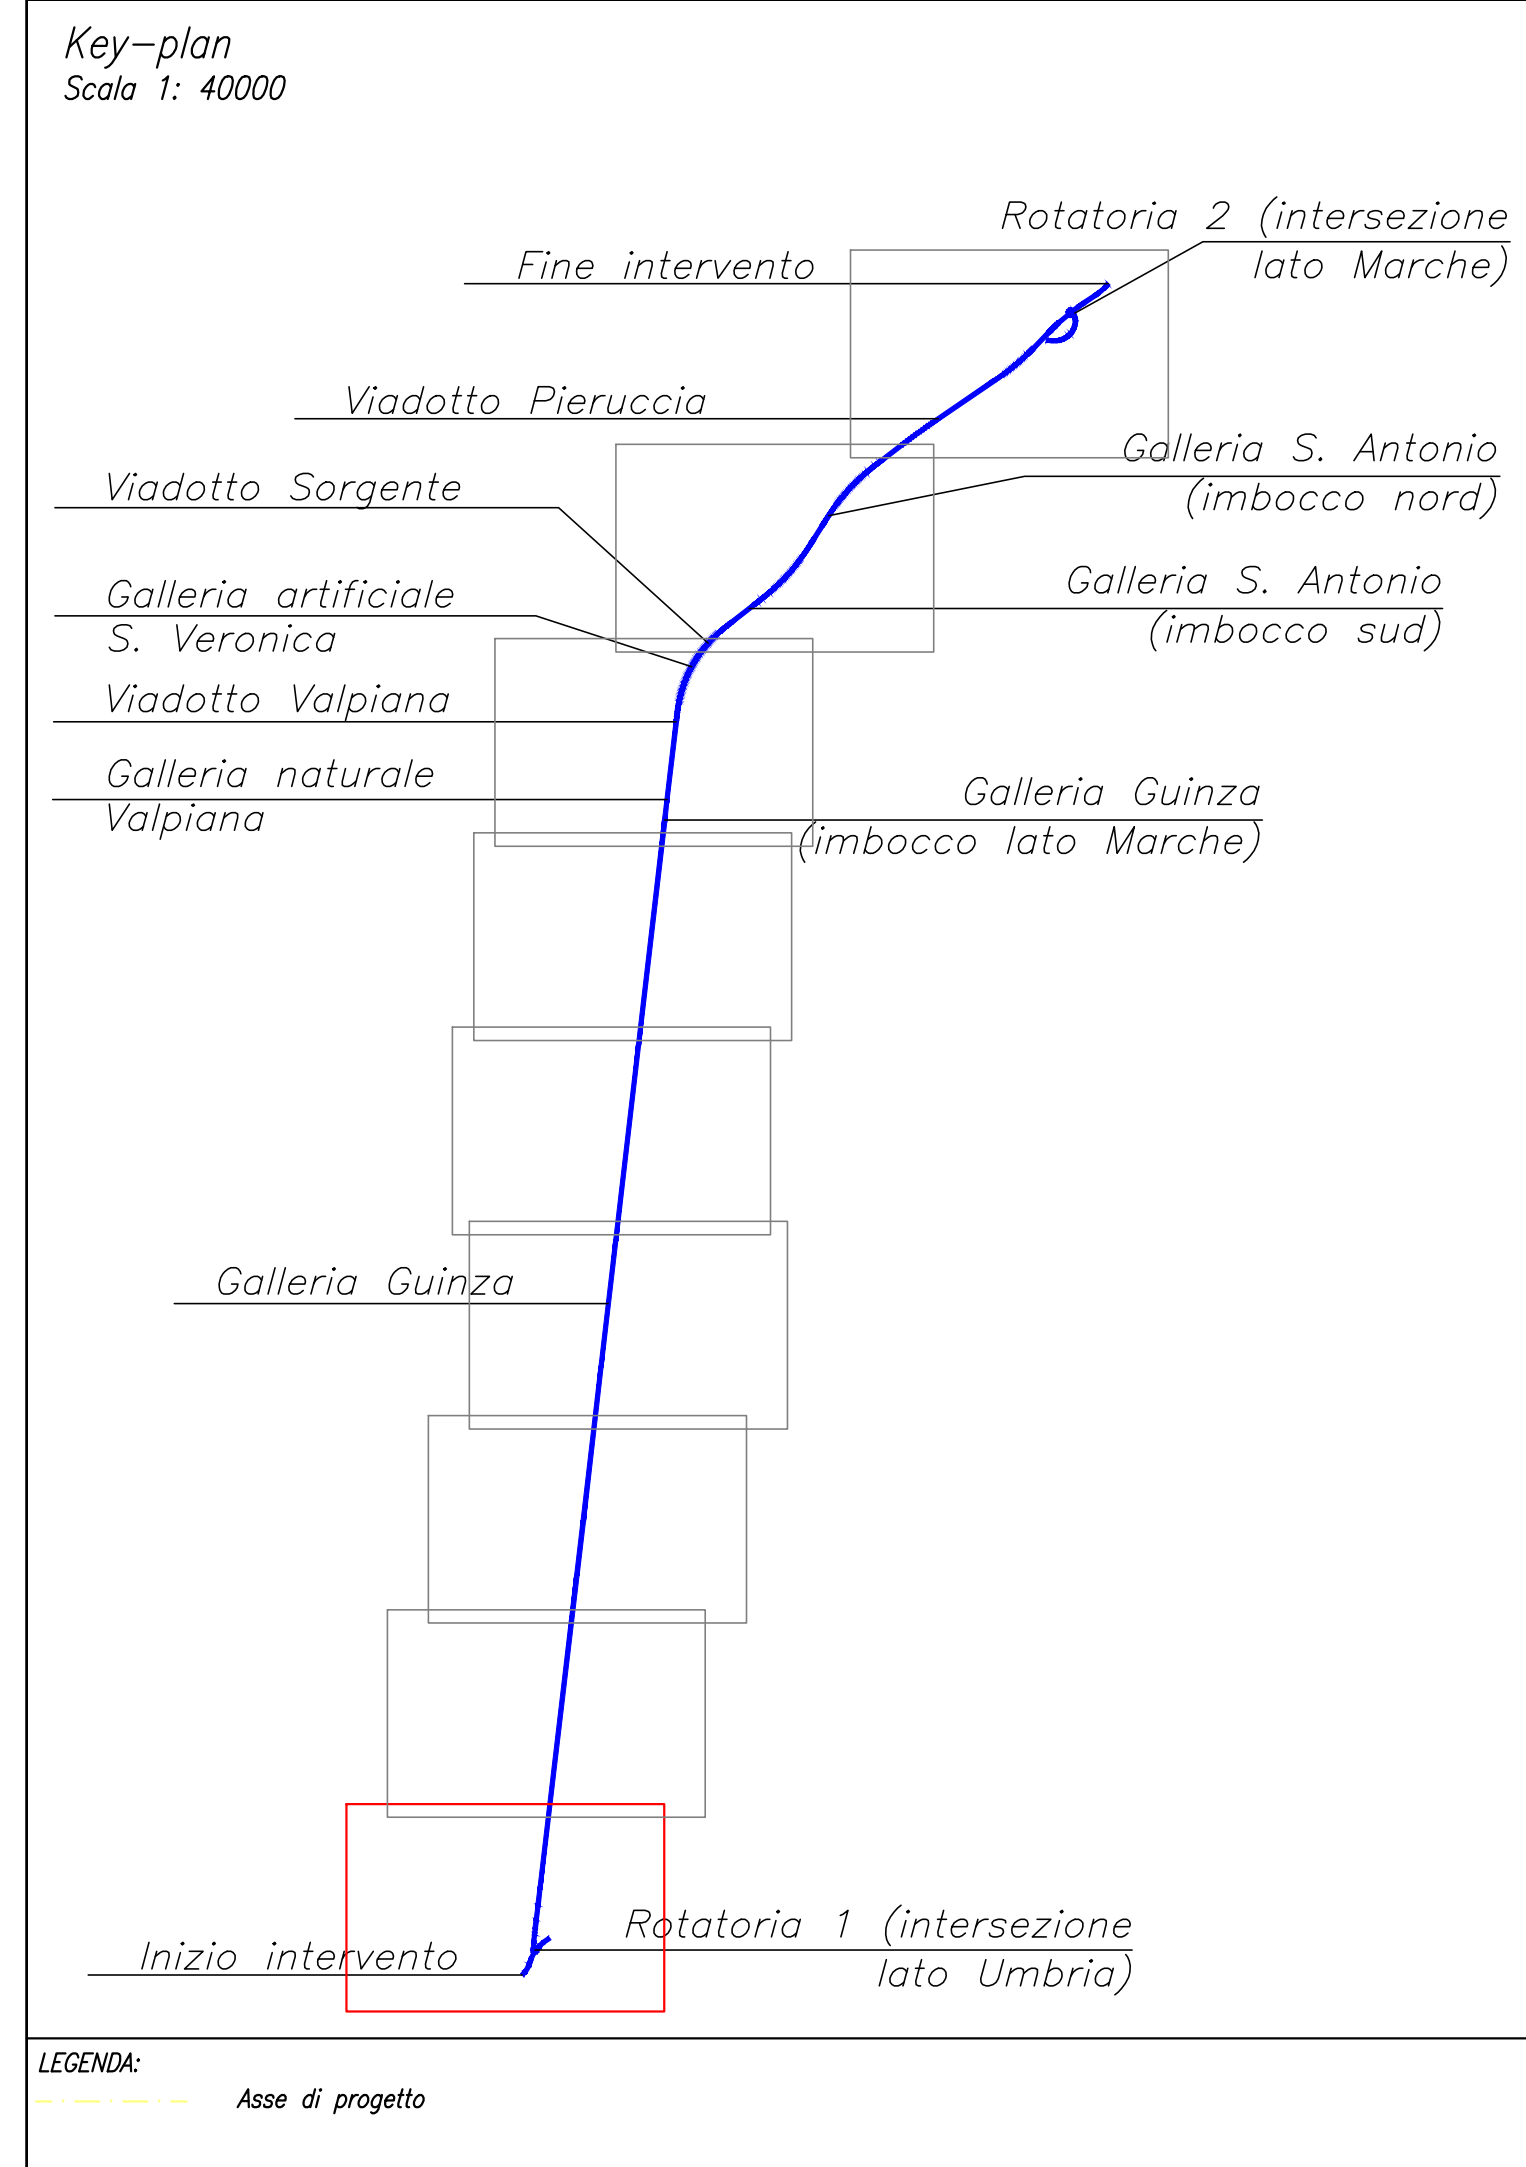 Key-plan
Scala 1: 40000
Rotatoria 2 (intersezione
lato Marche)
Fine intervento
Viadotto Pieruccia
Galleria S. Antonio
(imbocco nord)
Viadotto Sorgente
Galleria S. Antonio
(imbocco sud)
Galleria artificiale
S. Veronica
Viadotto Valpiana
Galleria naturale
Valpiana
Galleria Guinza
(imbocco lato Marche)
Galleria Guinza
Rotatoria 1 (intersezione
lato Umbria)
Inizio intervento
LEGENDA:
Asse di progetto